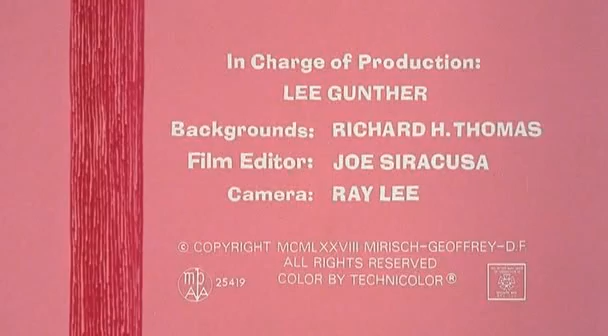 In Charge of Production:
LEE GUNTHER
Backgrounds: RICHARD H. THOMAS
Film Editor: JOE SIRACUSA
Camera: RAY LEE
© COPYRIGHT MCMLXXVIII MIRISCH-GEOFFREY-D.F.
ALL RIGHTS RESERVED
COLOR BY TECHNICOLOR®
MPAA 25419